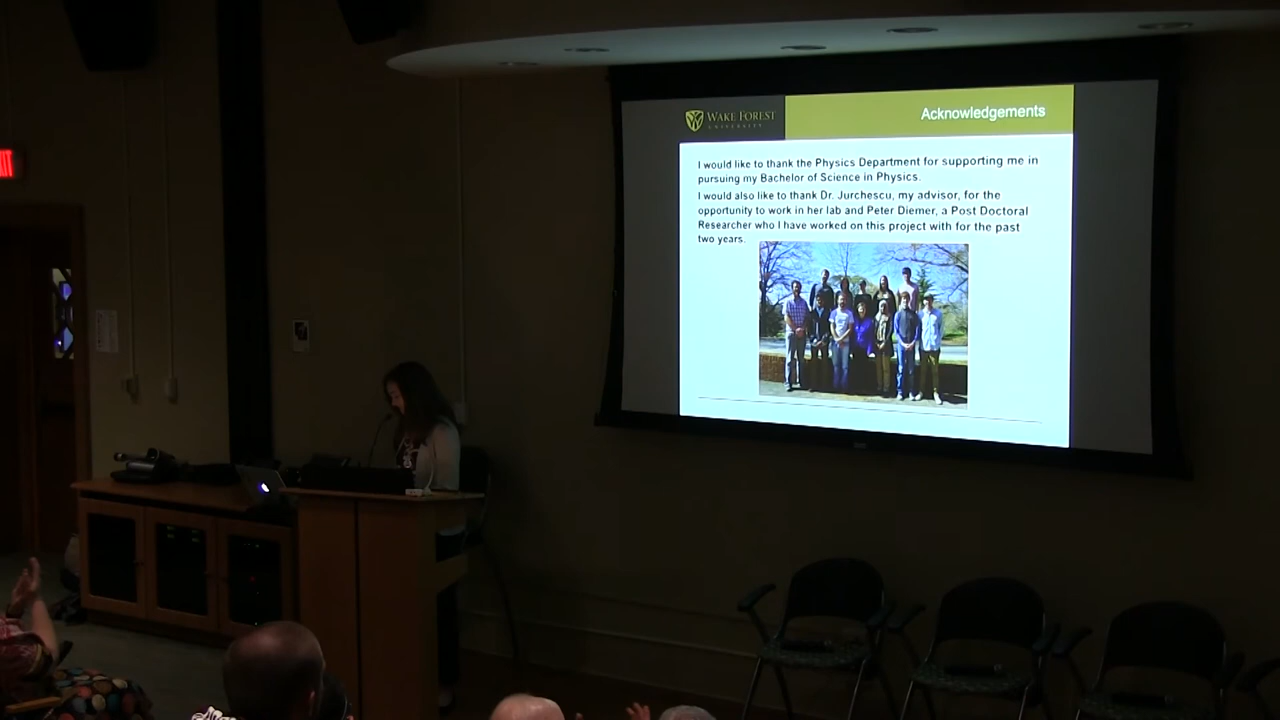 WAKE FOREST
UNIVERSITY
Acknowledgements
I would like to thank the Physics Department for supporting me in
pursuing my Bachelor of Science in Physics.
I would also like to thank Dr. Jurchescu, my advisor, for the
opportunity to work in her lab and Peter Diemer, a Post Doctoral
Researcher who I have worked on this project with for the past
two years.